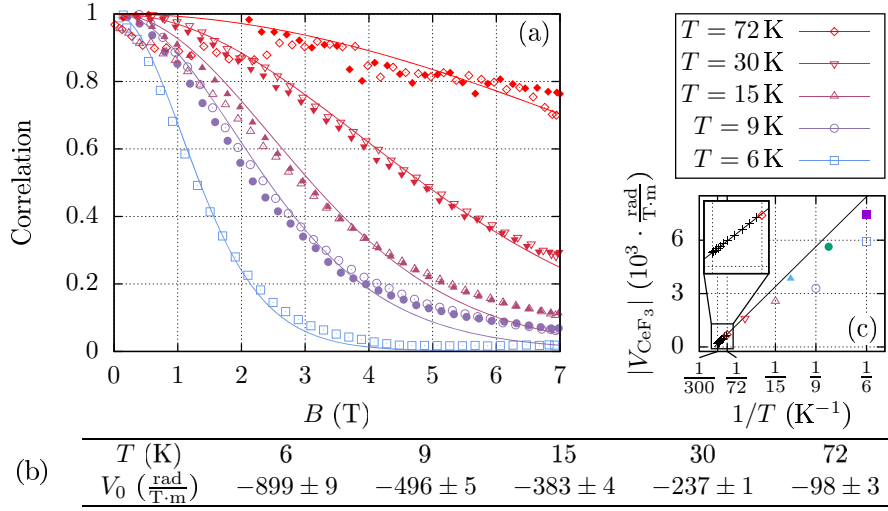 (a)
Correlation
1
0.8
0.6
0.4
0.2
0
0 1 2 3 4 5 6 7
B (T)
T = 72 K
T = 30 K
T = 15 K
T = 9 K
T = 6 K
|V_CeF₃| (10³ · rad/T·m)
6
3
0
(c)
1/300 1/72 1/15 1/9 1/6
1/T (K⁻¹)
(b)
T (K) 6 9 15 30 72
V₀ (rad/T·m) −899 ± 9 −496 ± 5 −383 ± 4 −237 ± 1 −98 ± 3